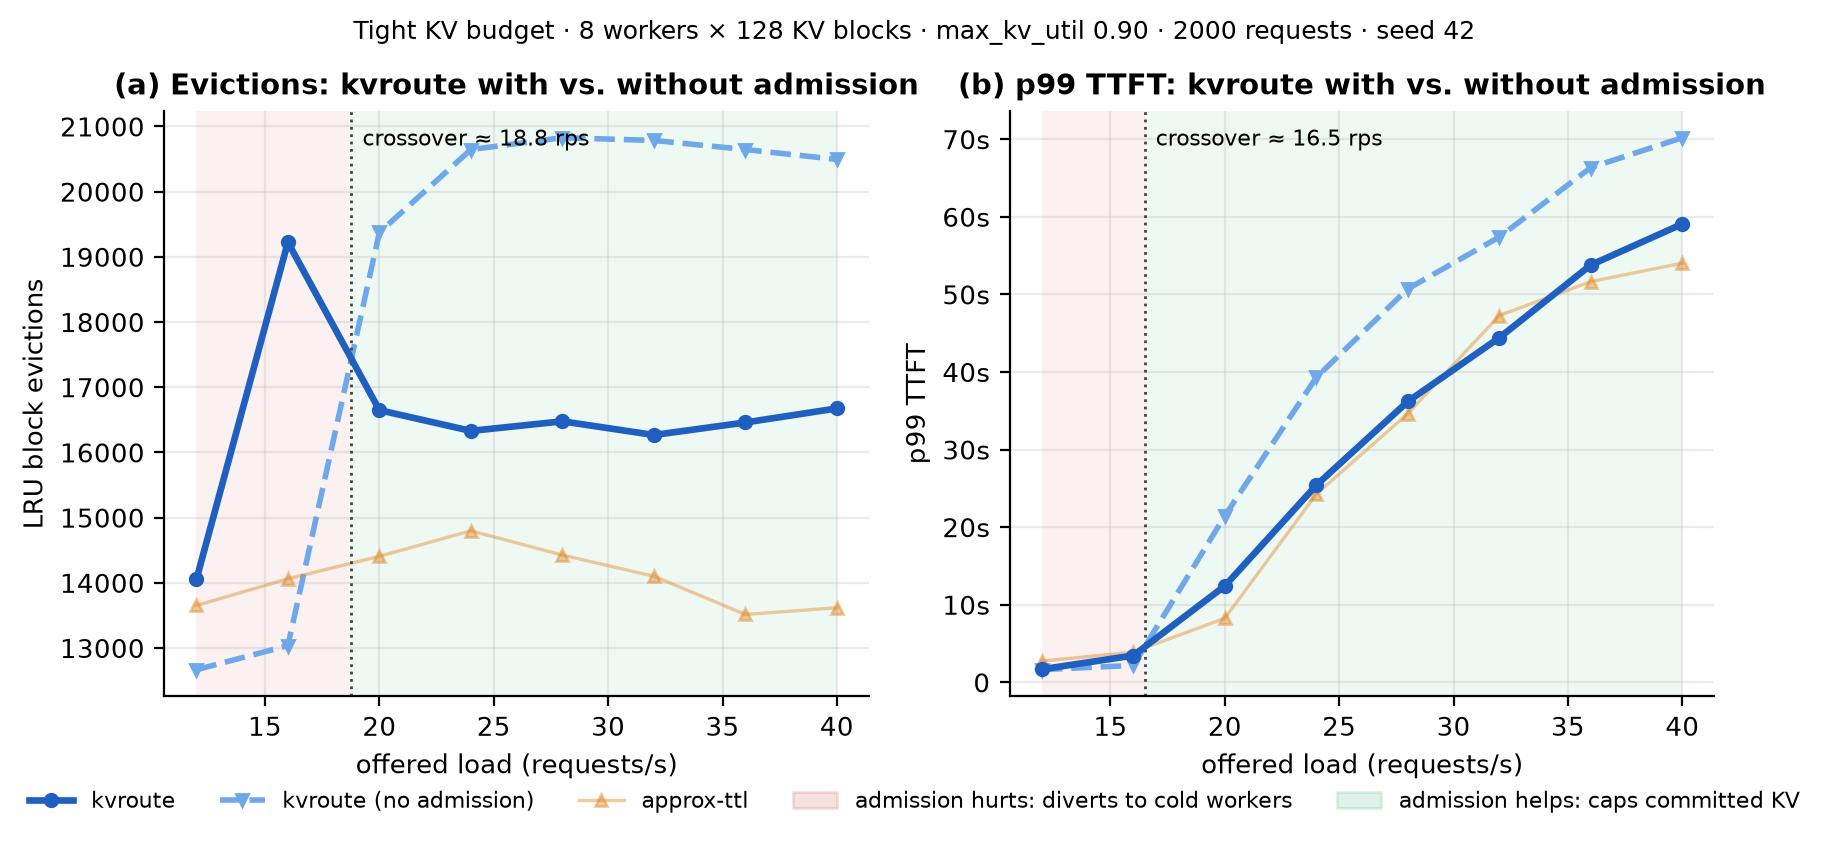 Tight KV budget · 8 workers × 128 KV blocks · max_kv_util 0.90 · 2000 requests · seed 42
(a) Evictions: kvroute with vs. without admission
crossover ≈ 18.8 rps
LRU block evictions
21000
20000
19000
18000
17000
16000
15000
14000
13000
15 20 25 30 35 40
offered load (requests/s)
(b) p99 TTFT: kvroute with vs. without admission
crossover ≈ 16.5 rps
p99 TTFT
70s
60s
50s
40s
30s
20s
10s
0
15 20 25 30 35 40
offered load (requests/s)
kvroute kvroute (no admission) approx-ttl admission hurts: diverts to cold workers admission helps: caps committed KV